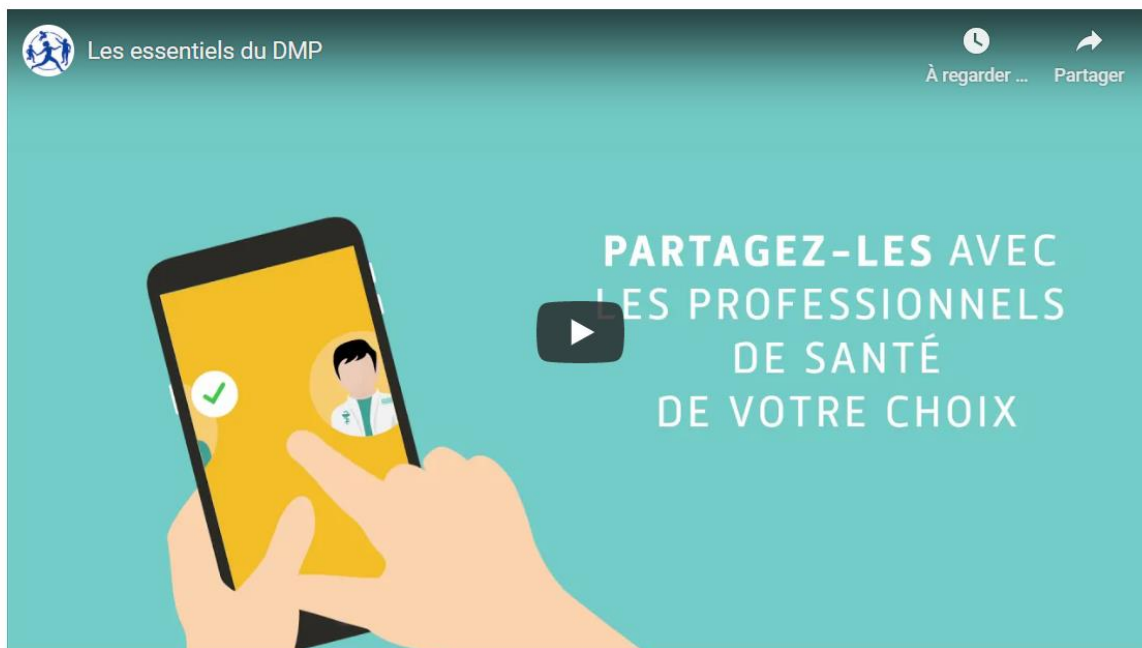 Les essentiels du DMP
À regarder ...
Partager
PARTAGEZ-LES AVEC
LES PROFESSIONNELS
DE SANTÉ
DE VOTRE CHOIX